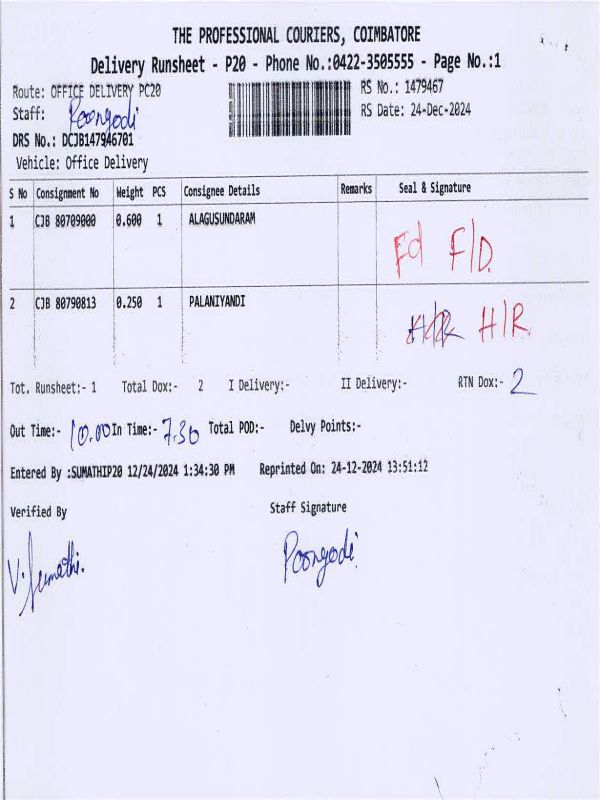 THE PROFESSIONAL COURIERS, COIMBATORE
Delivery Runsheet - P20 - Phone No.:0422-3505555 - Page No.:1
Route: OFFICE DELIVERY PC20 RS No.: 1479467
Staff: Poongodi RS Date: 24-Dec-2024
DRS No.: DCJB147946701
Vehicle: Office Delivery
S No Consignment No Weight PCS Consignee Details Remarks Seal & Signature
1 CJB 80709000 0.600 1 ALAGUSUNDARAM
Fd F/D.
2 CJB 80790813 0.250 1 PALANIYANDI
H/R
Tot. Runsheet:- 1 Total Dox:- 2 I Delivery:- II Delivery:- RTN Dox:- 2
Out Time:- 10.00 In Time:- 7.30 Total POD:- Delvy Points:-
Entered By :SUMATHIP20 12/24/2024 1:34:30 PM Reprinted On: 24-12-2024 13:51:12
Verified By Staff Signature
V. Sumathi. Poongodi